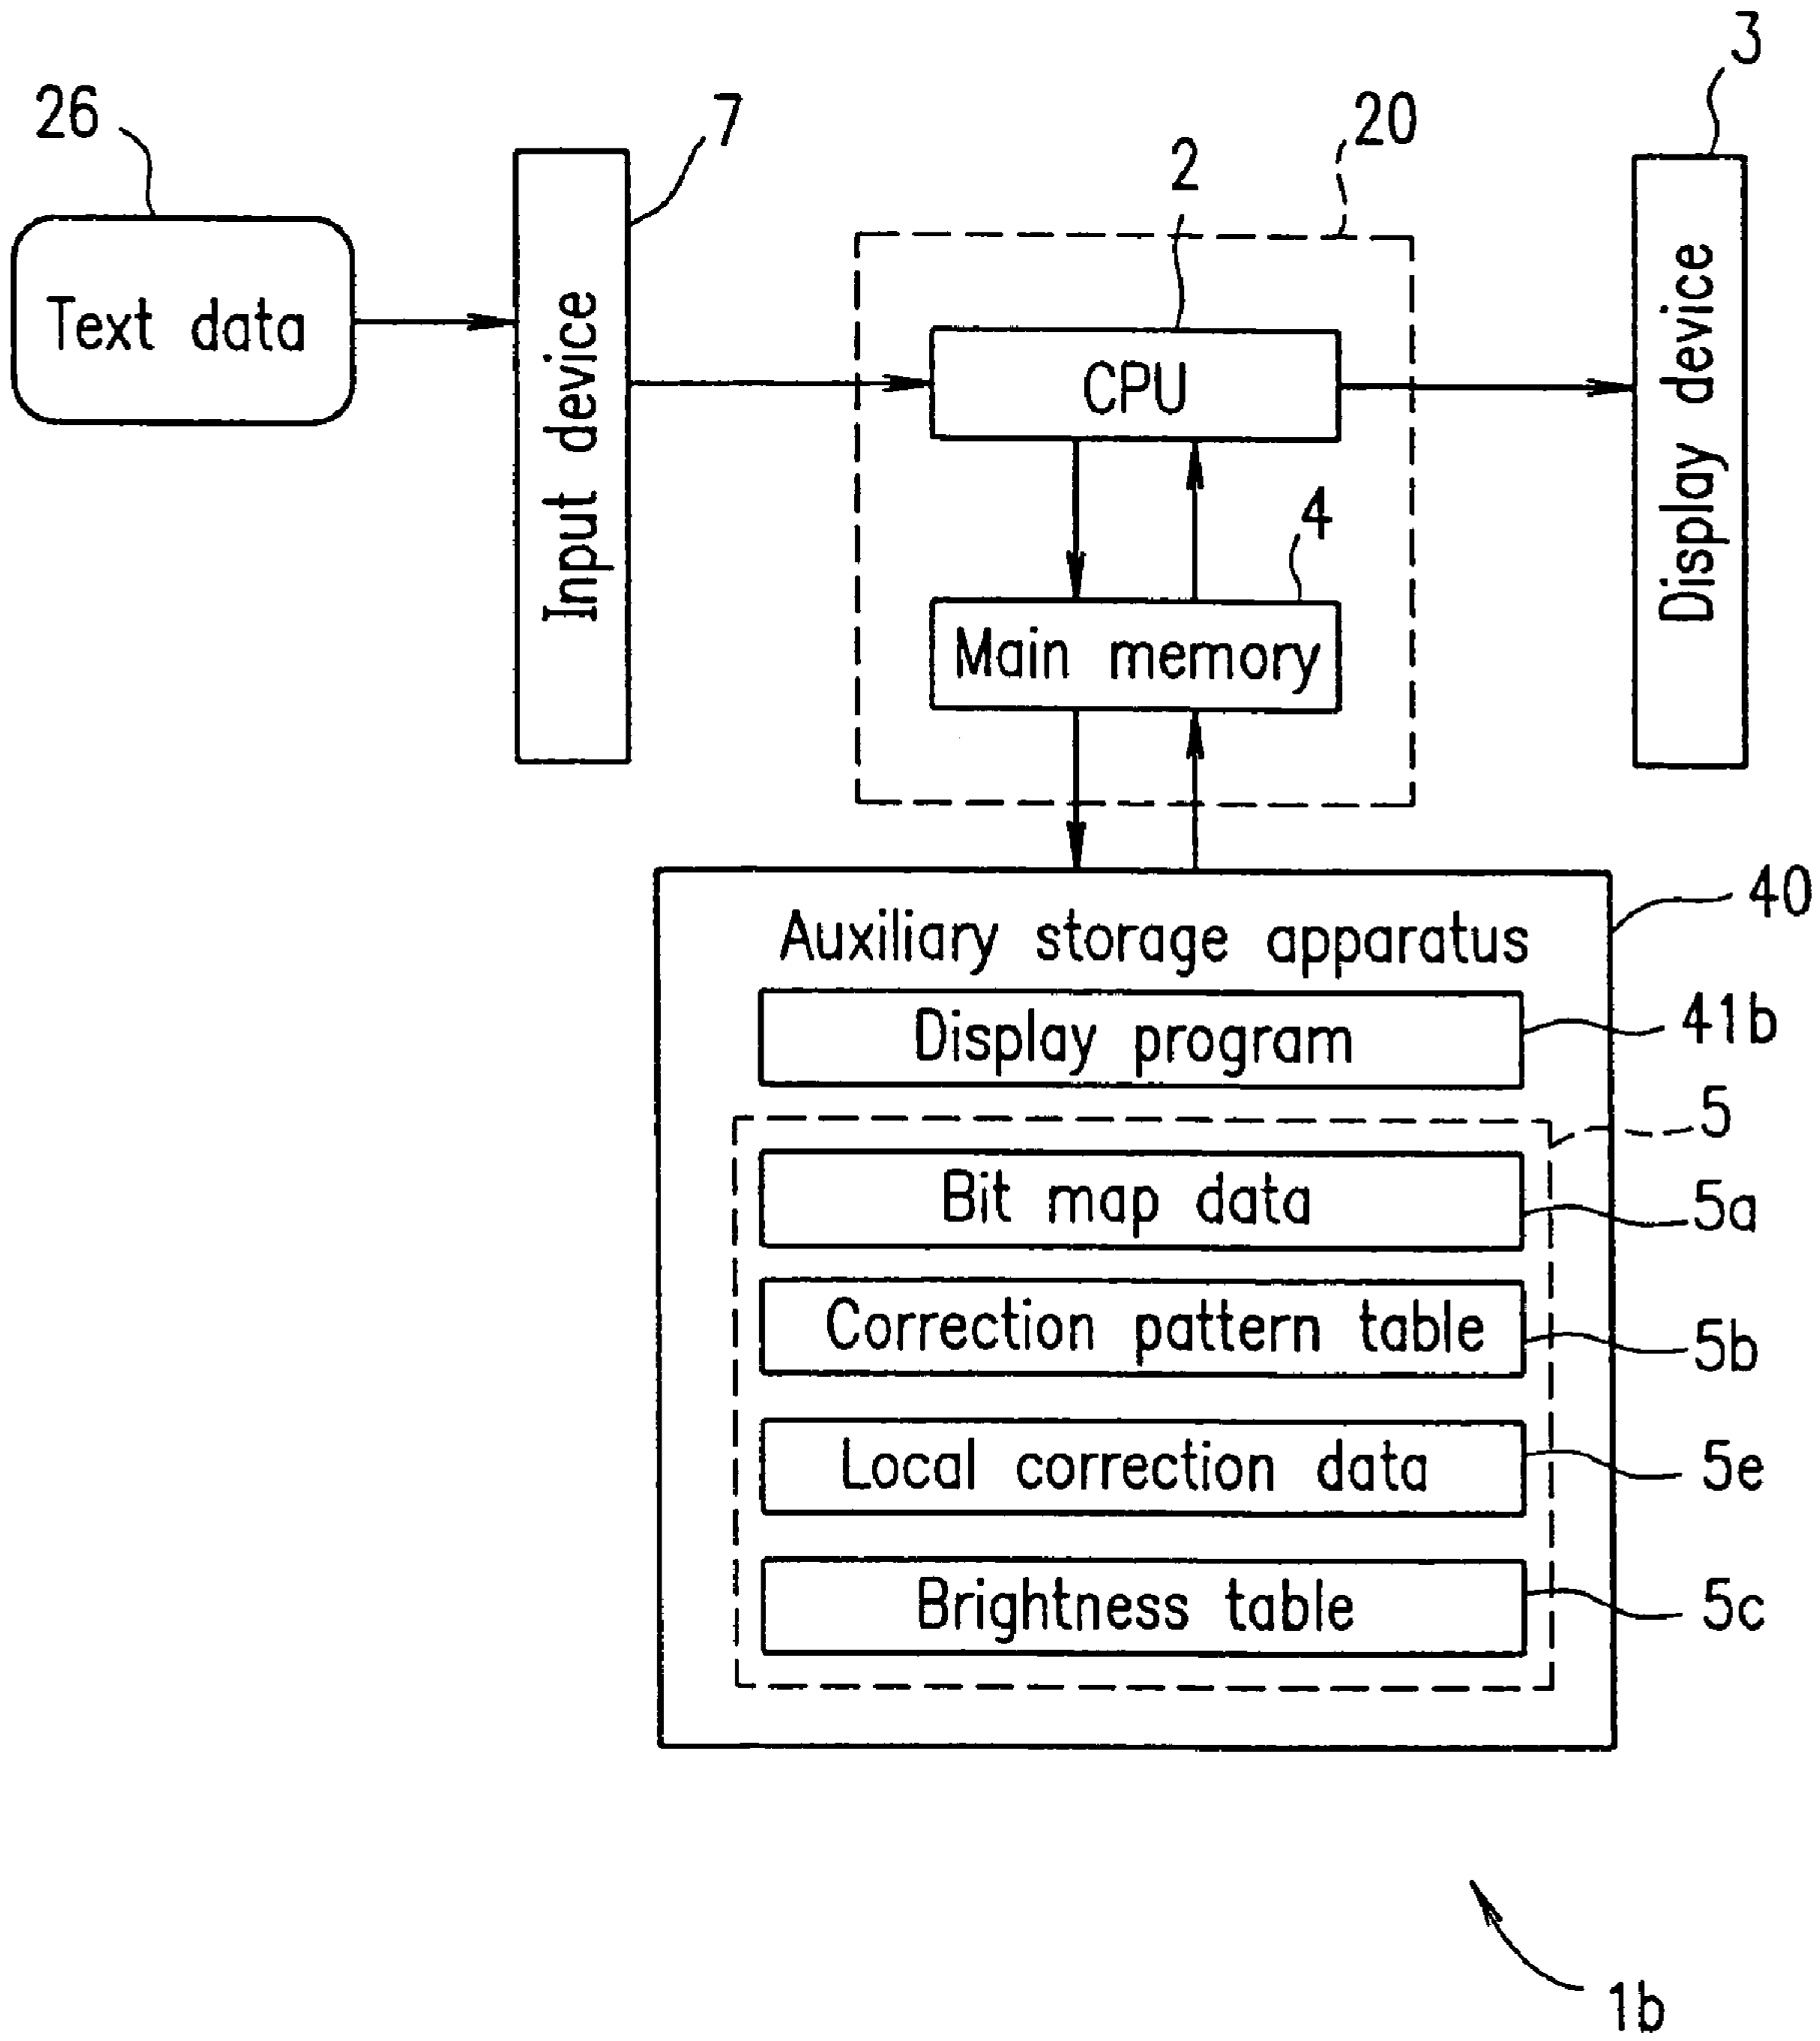 3
26
7
20
2
Text data
Input device
CPU
Display device
4
Main memory
40
Auxiliary storage apparatus
Display program
41b
5
Bit map data
5a
Correction pattern table
5b
Local correction data
5e
Brightness table
5c
1b